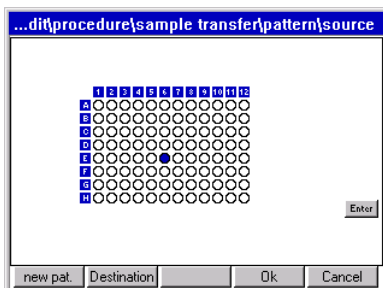 ...dit\procedure\sample transfer\pattern\source
1 2 3 4 5 6 7 8 9 10 11 12
A
B
C
D
E
F
G
H
Enter
new pat. Destination Ok Cancel